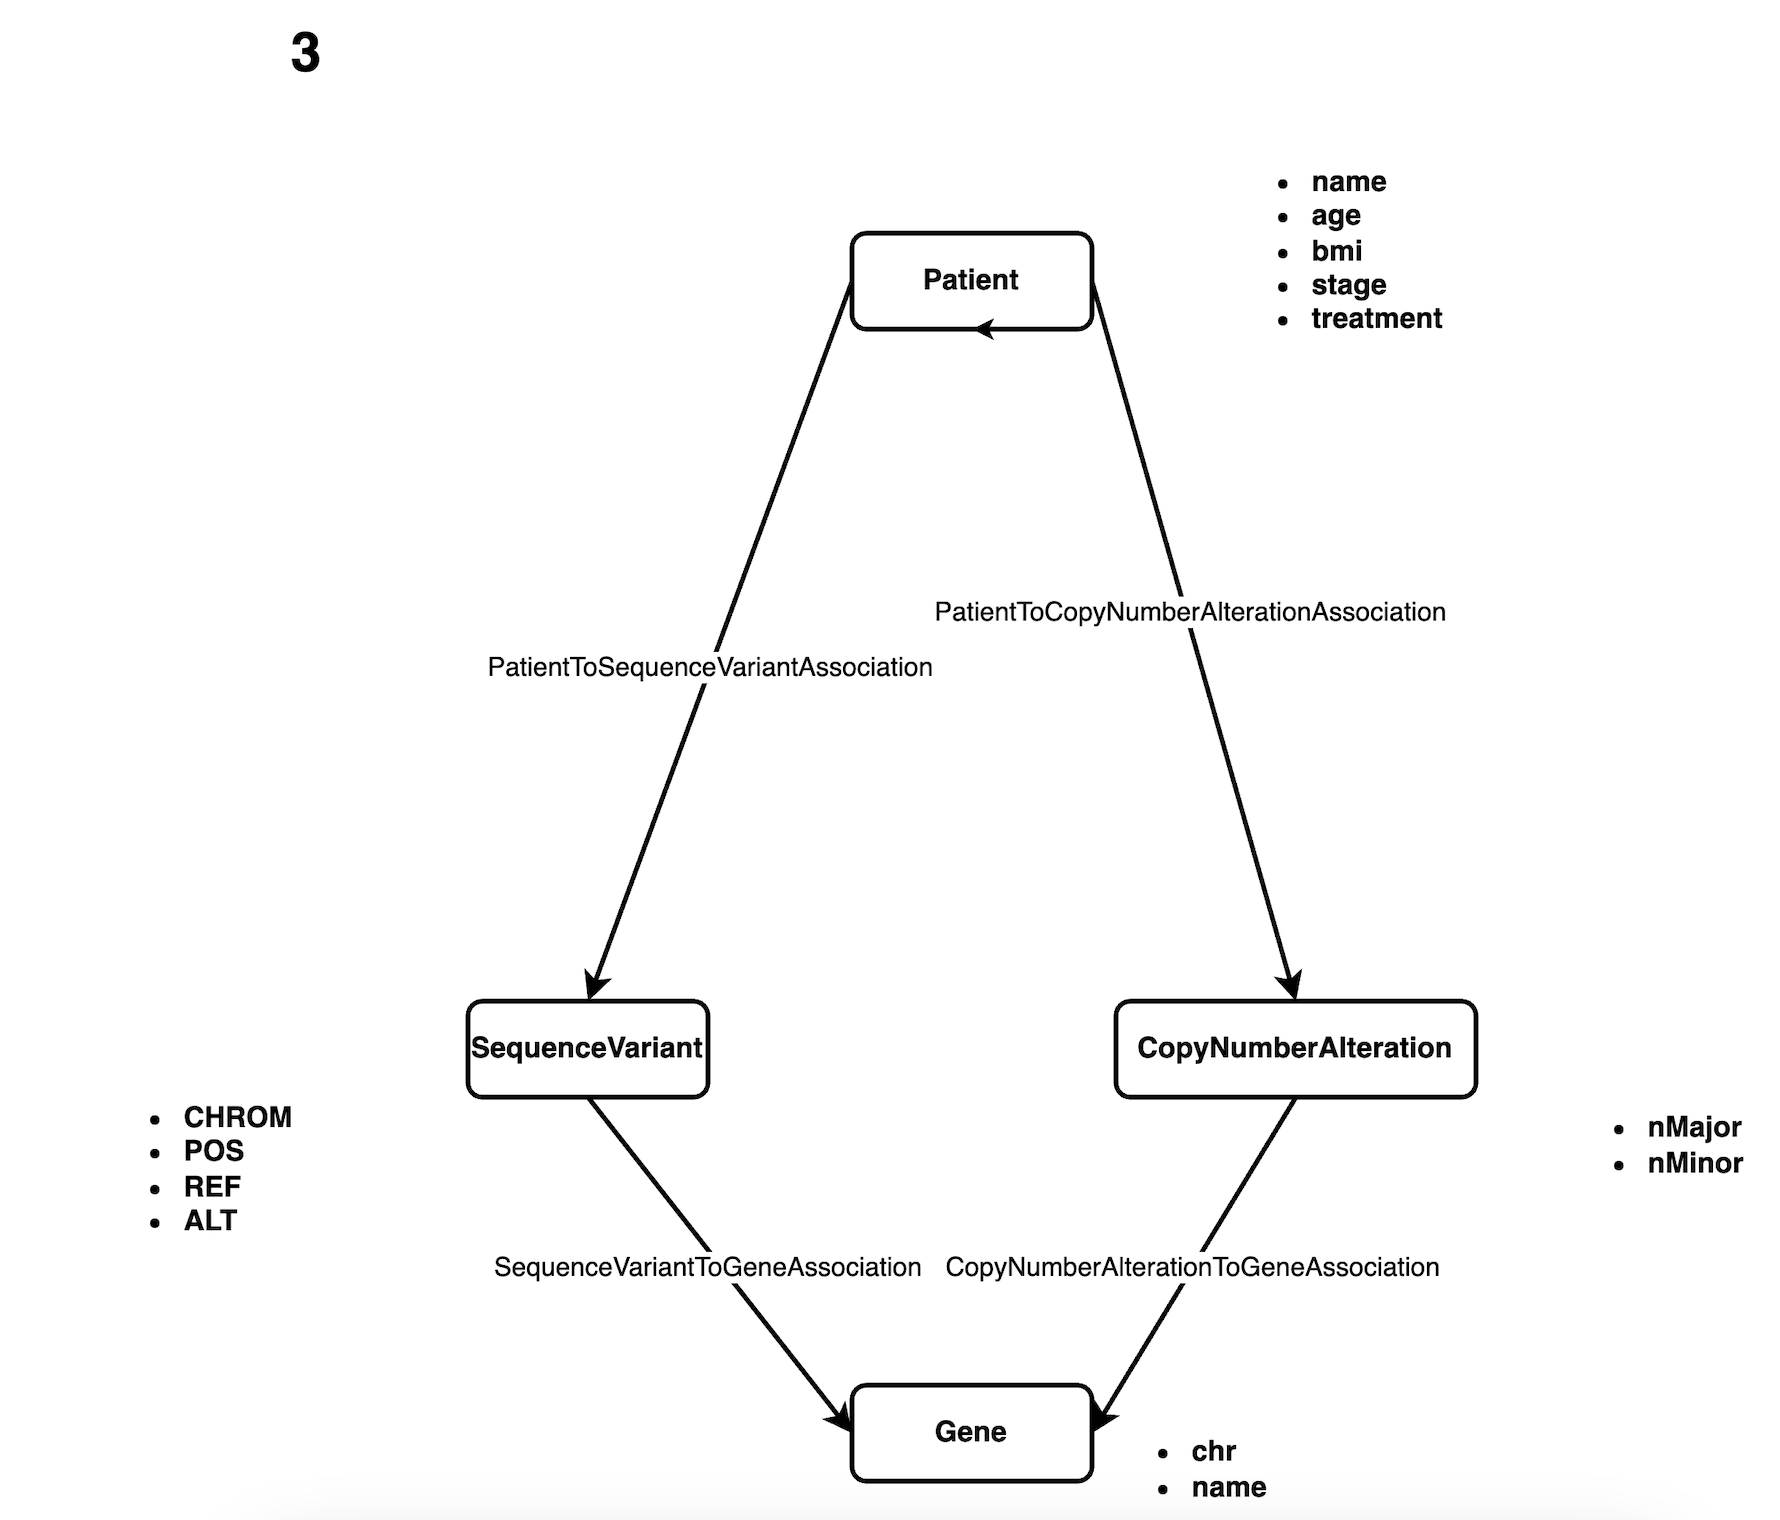 3
name
age
bmi
stage
treatment
Patient
PatientToCopyNumberAlterationAssociation
PatientToSequenceVariantAssociation
SequenceVariant
CopyNumberAlteration
CHROM
POS
REF
ALT
nMajor
nMinor
SequenceVariantToGeneAssociation
CopyNumberAlterationToGeneAssociation
Gene
chr
name